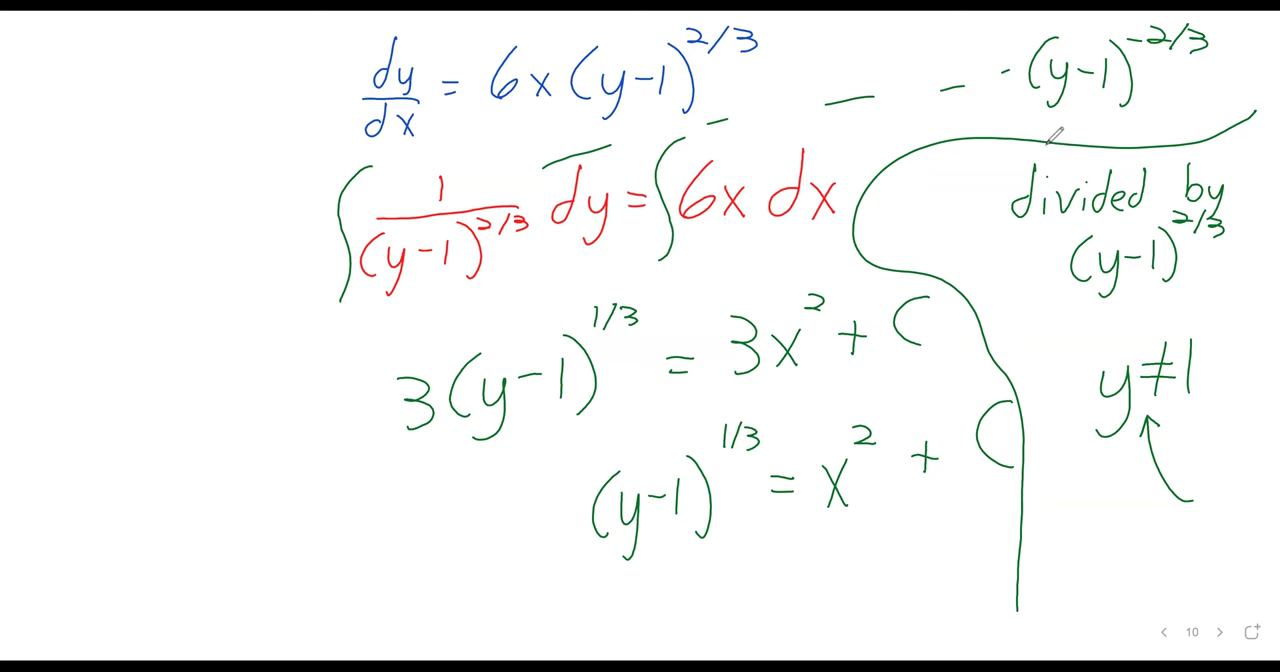 dy/dx = 6x(y-1)^{2/3}
- (y-1)^{-2/3}
∫ 1/(y-1)^{2/3} dy = ∫ 6x dx
divided by
(y-1)^{2/3}
3(y-1)^{1/3} = 3x^2 + C
y ≠ 1
(y-1)^{1/3} = x^2 + C
10